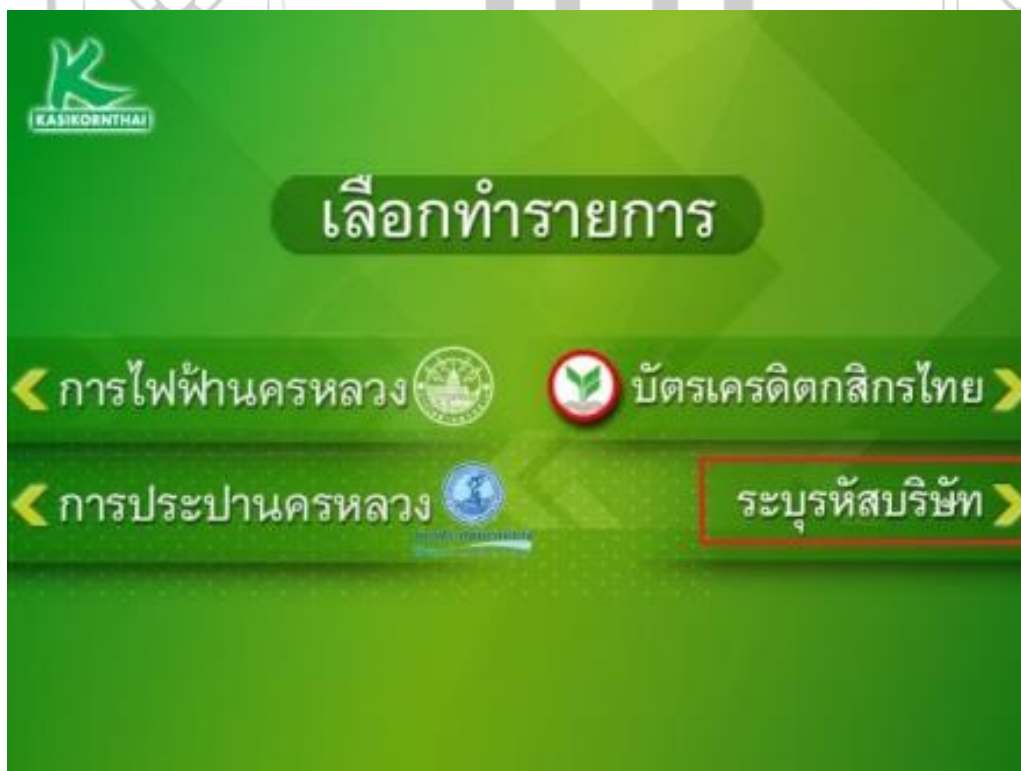 KASIKORNTHAI
เลือกทำรายการ
การไฟฟ้านครหลวง
บัตรเครดิตกสิกรไทย
การประปานครหลวง
ระบุรหัสบริษัท